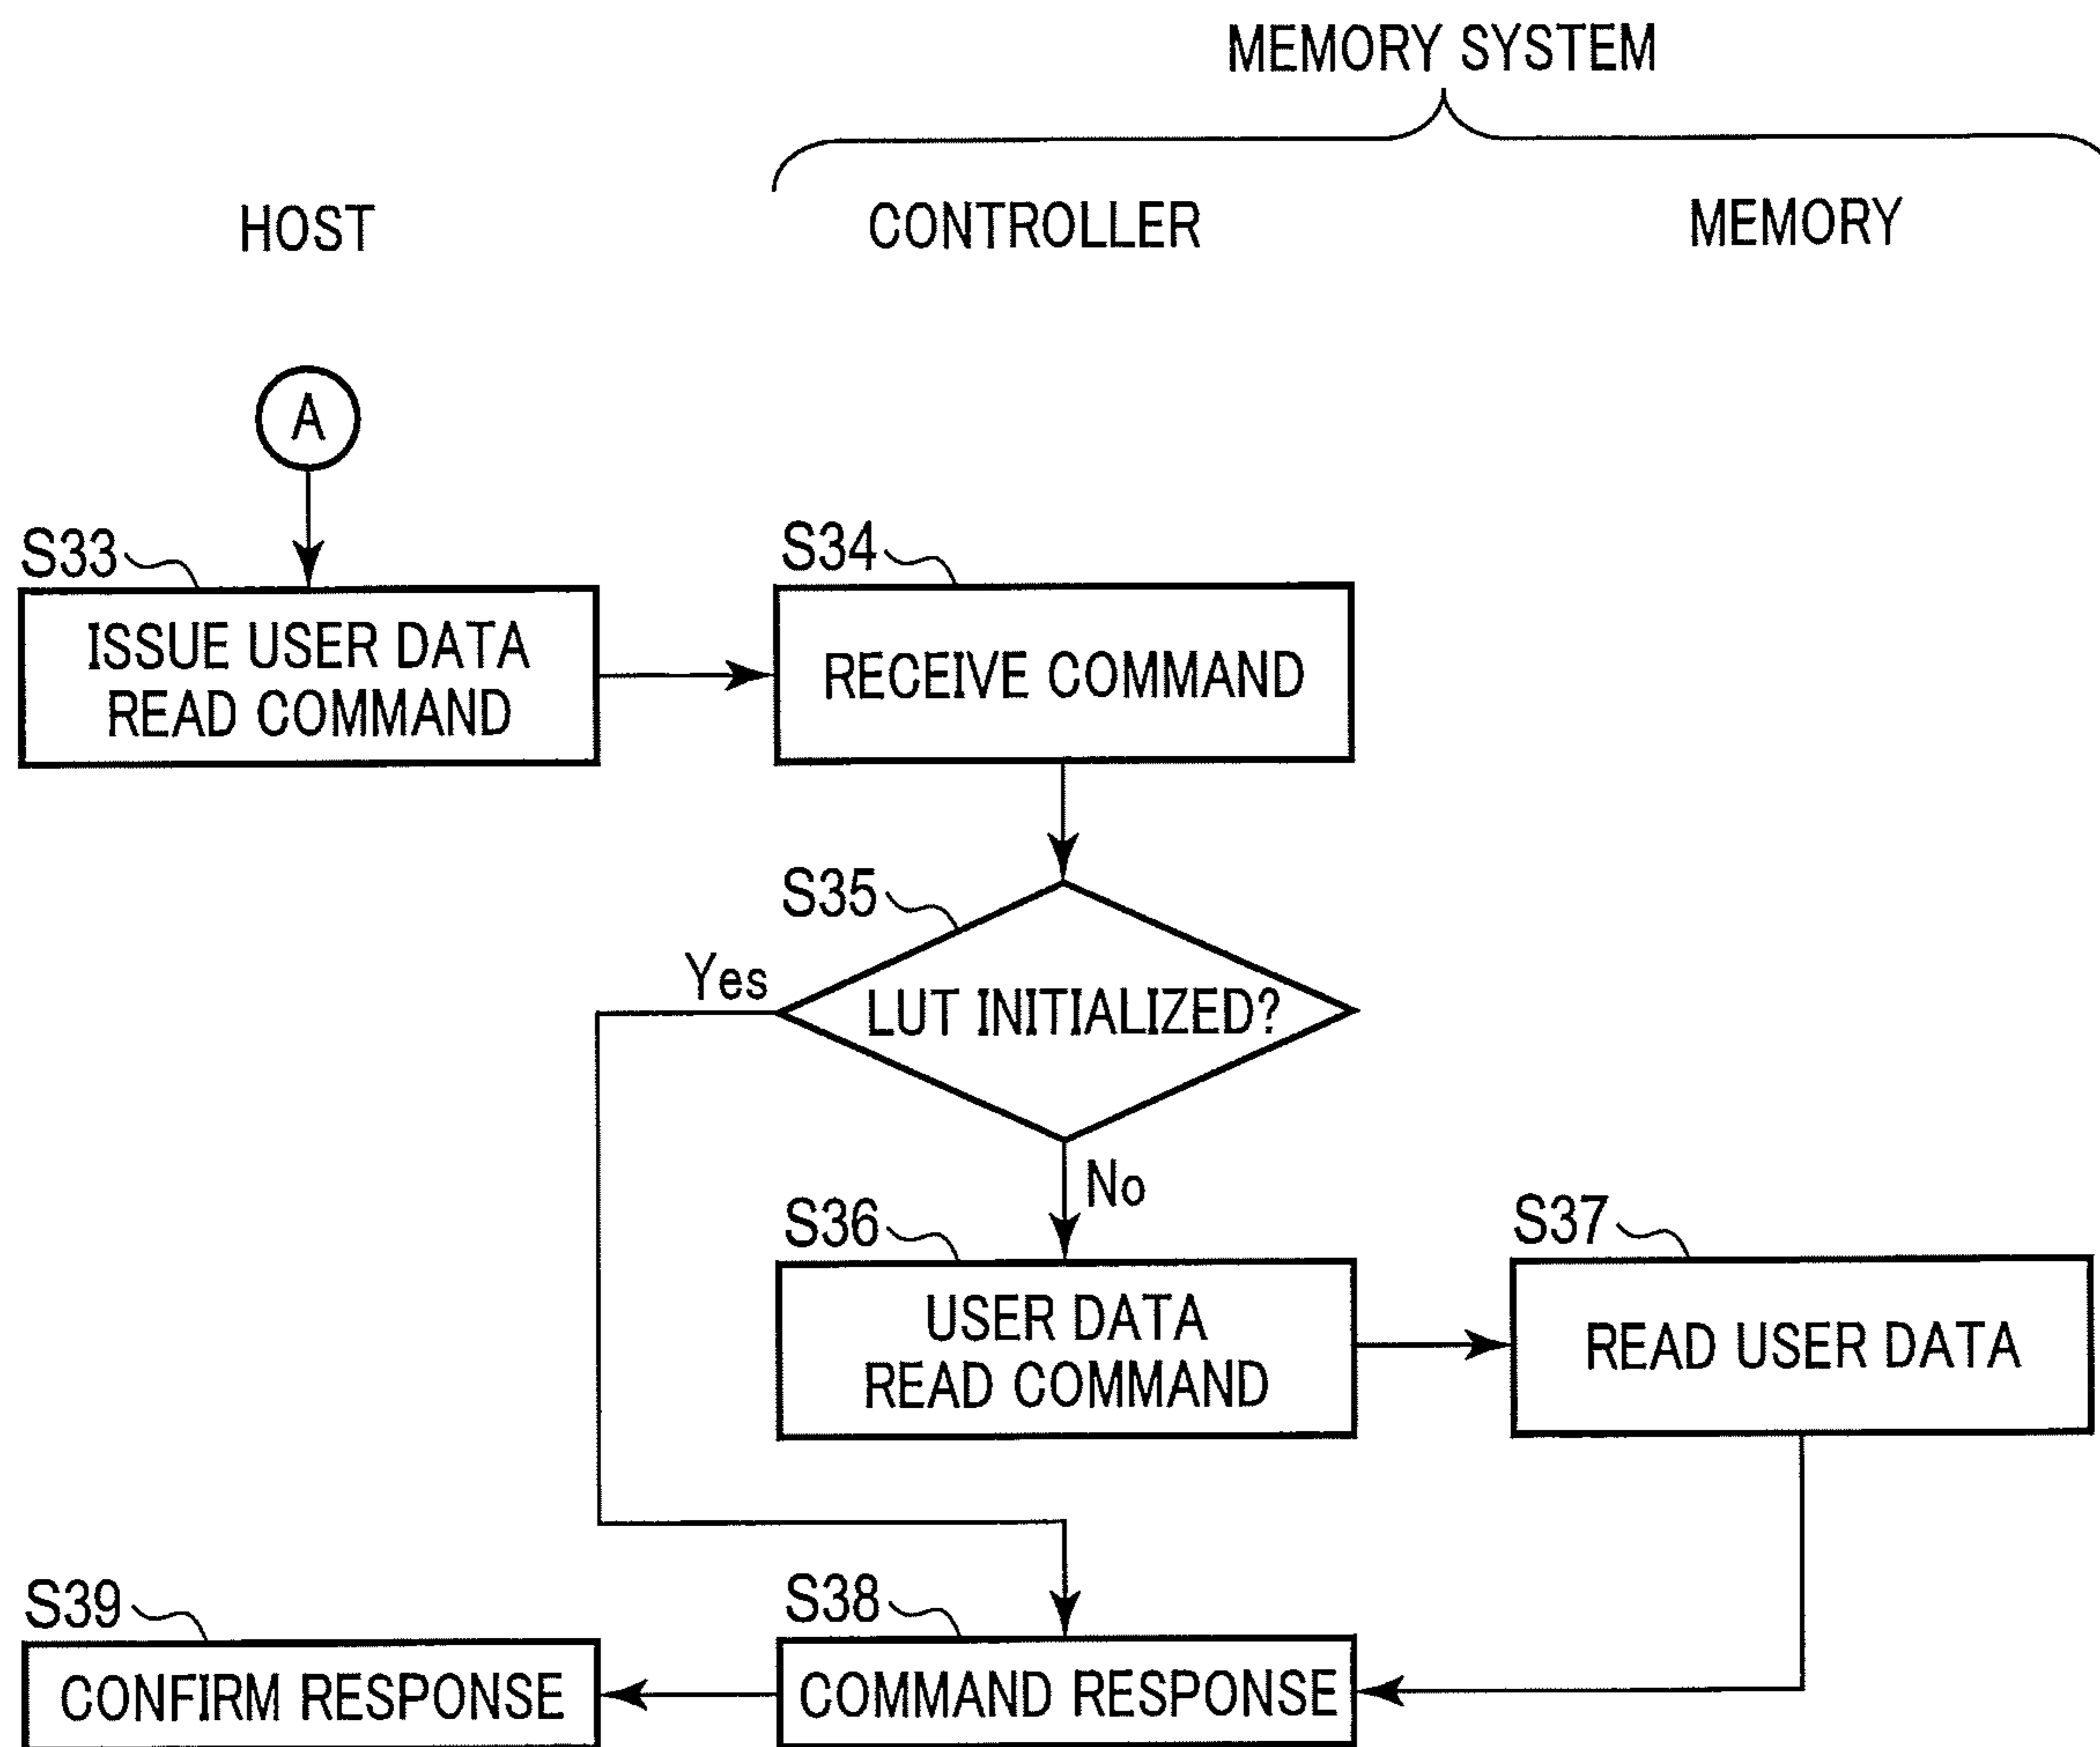 MEMORY SYSTEM
HOST
CONTROLLER
MEMORY
A
S33
S34
ISSUE USER DATA
READ COMMAND
RECEIVE COMMAND
S35
Yes
LUT INITIALIZED?
No
S36
S37
USER DATA
READ COMMAND
READ USER DATA
S39
S38
CONFIRM RESPONSE
COMMAND RESPONSE